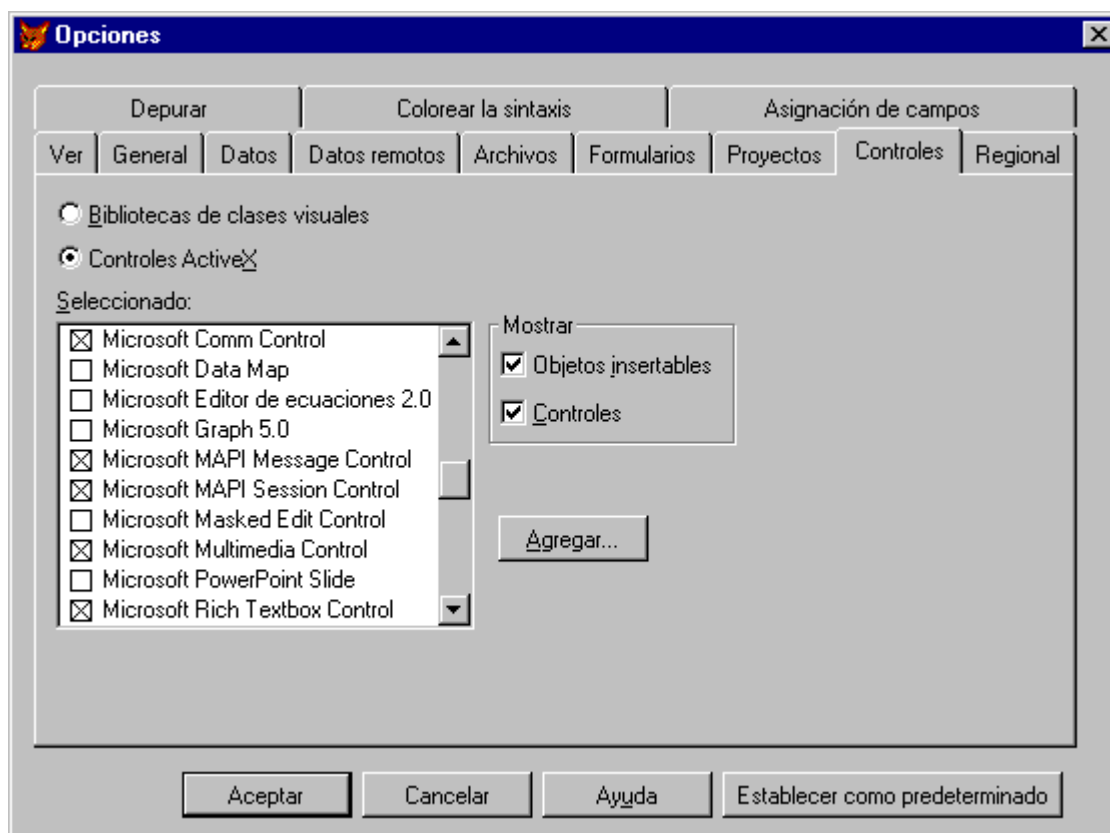 Opciones
Depurar Colorear la sintaxis Asignación de campos
Ver General Datos Datos remotos Archivos Formularios Proyectos Controles Regional
Bibliotecas de clases visuales
Controles ActiveX
Seleccionado:
Microsoft Comm Control
Microsoft Data Map
Microsoft Editor de ecuaciones 2.0
Microsoft Graph 5.0
Microsoft MAPI Message Control
Microsoft MAPI Session Control
Microsoft Masked Edit Control
Microsoft Multimedia Control
Microsoft PowerPoint Slide
Microsoft Rich Textbox Control
Mostrar
Objetos insertables
Controles
Agregar...
Aceptar Cancelar Ayuda Establecer como predeterminado